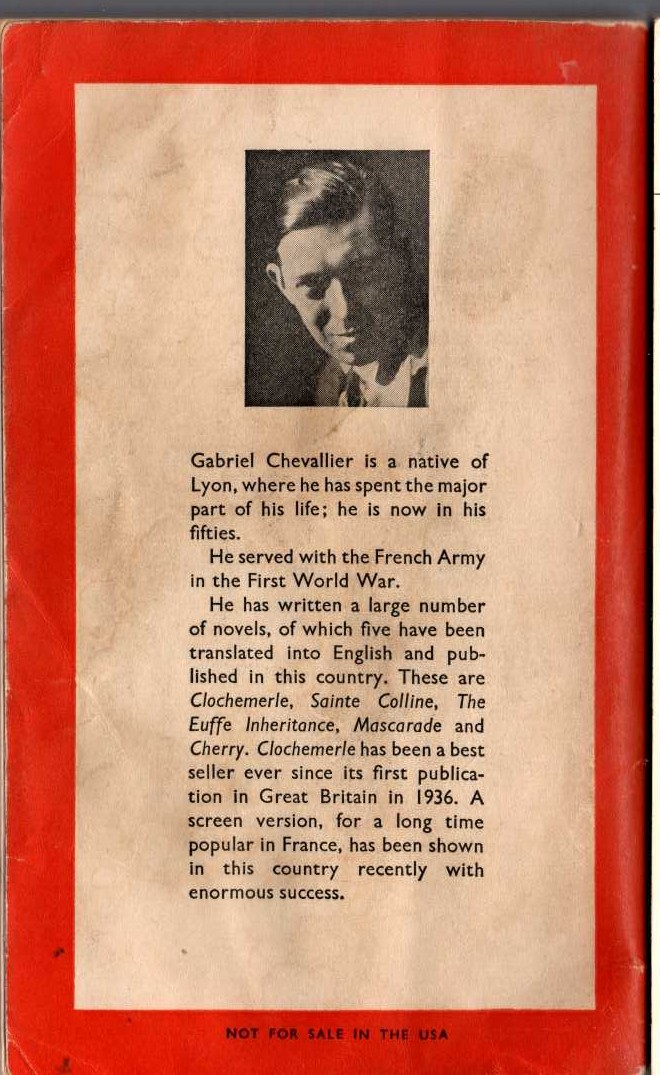 Gabriel Chevallier is a native of
Lyon, where he has spent the major
part of his life; he is now in his
fifties.
He served with the French Army
in the First World War.
He has written a large number
of novels, of which five have been
translated into English and pub-
lished in this country. These are
Clochemerle, Sainte Colline, The
Euffe Inheritance, Mascarade and
Cherry. Clochemerle has been a best
seller ever since its first publica-
tion in Great Britain in 1936. A
screen version, for a long time
popular in France, has been shown
in this country recently with
enormous success.
NOT FOR SALE IN THE USA